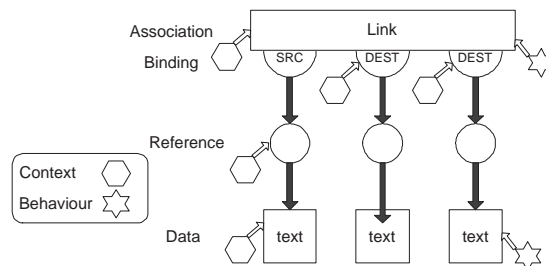 Association
Link
Binding
SRC
DEST
DEST
Reference
Context
Behaviour
Data
text
text
text